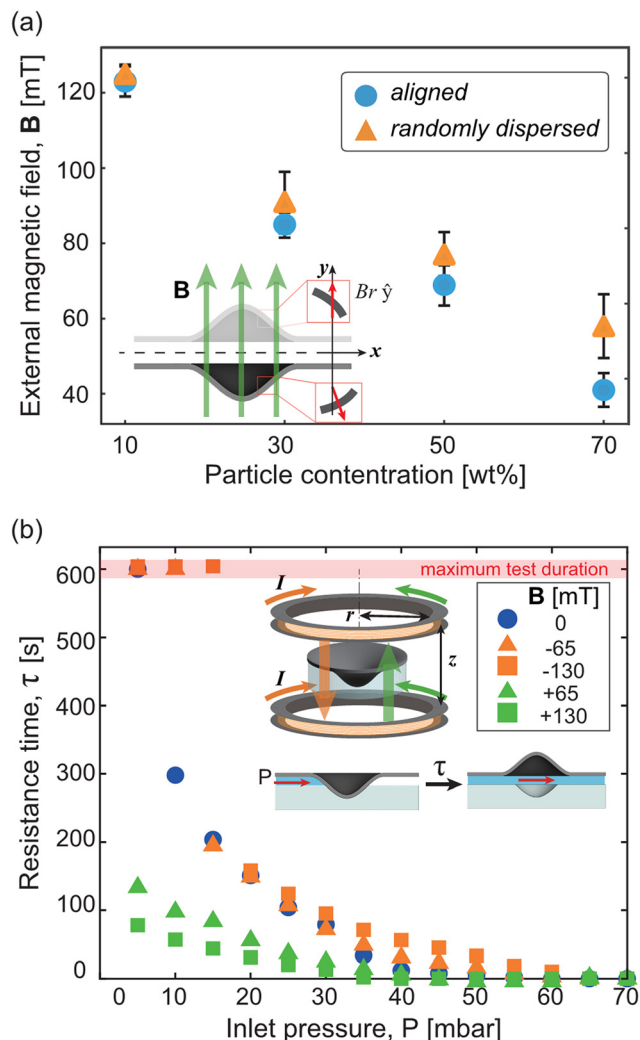 (a)
External magnetic field, B [mT]
120
100
80
60
40
aligned
randomly dispersed
B
y
Br ŷ
x
10
30
50
70
Particle contentration [wt%]
(b)
Resistance time, τ [s]
600
500
400
300
200
100
0
maximum test duration
I
r
I
z
B [mT]
0
-65
-130
+65
+130
P
τ
0
10
20
30
40
50
60
70
Inlet pressure, P [mbar]